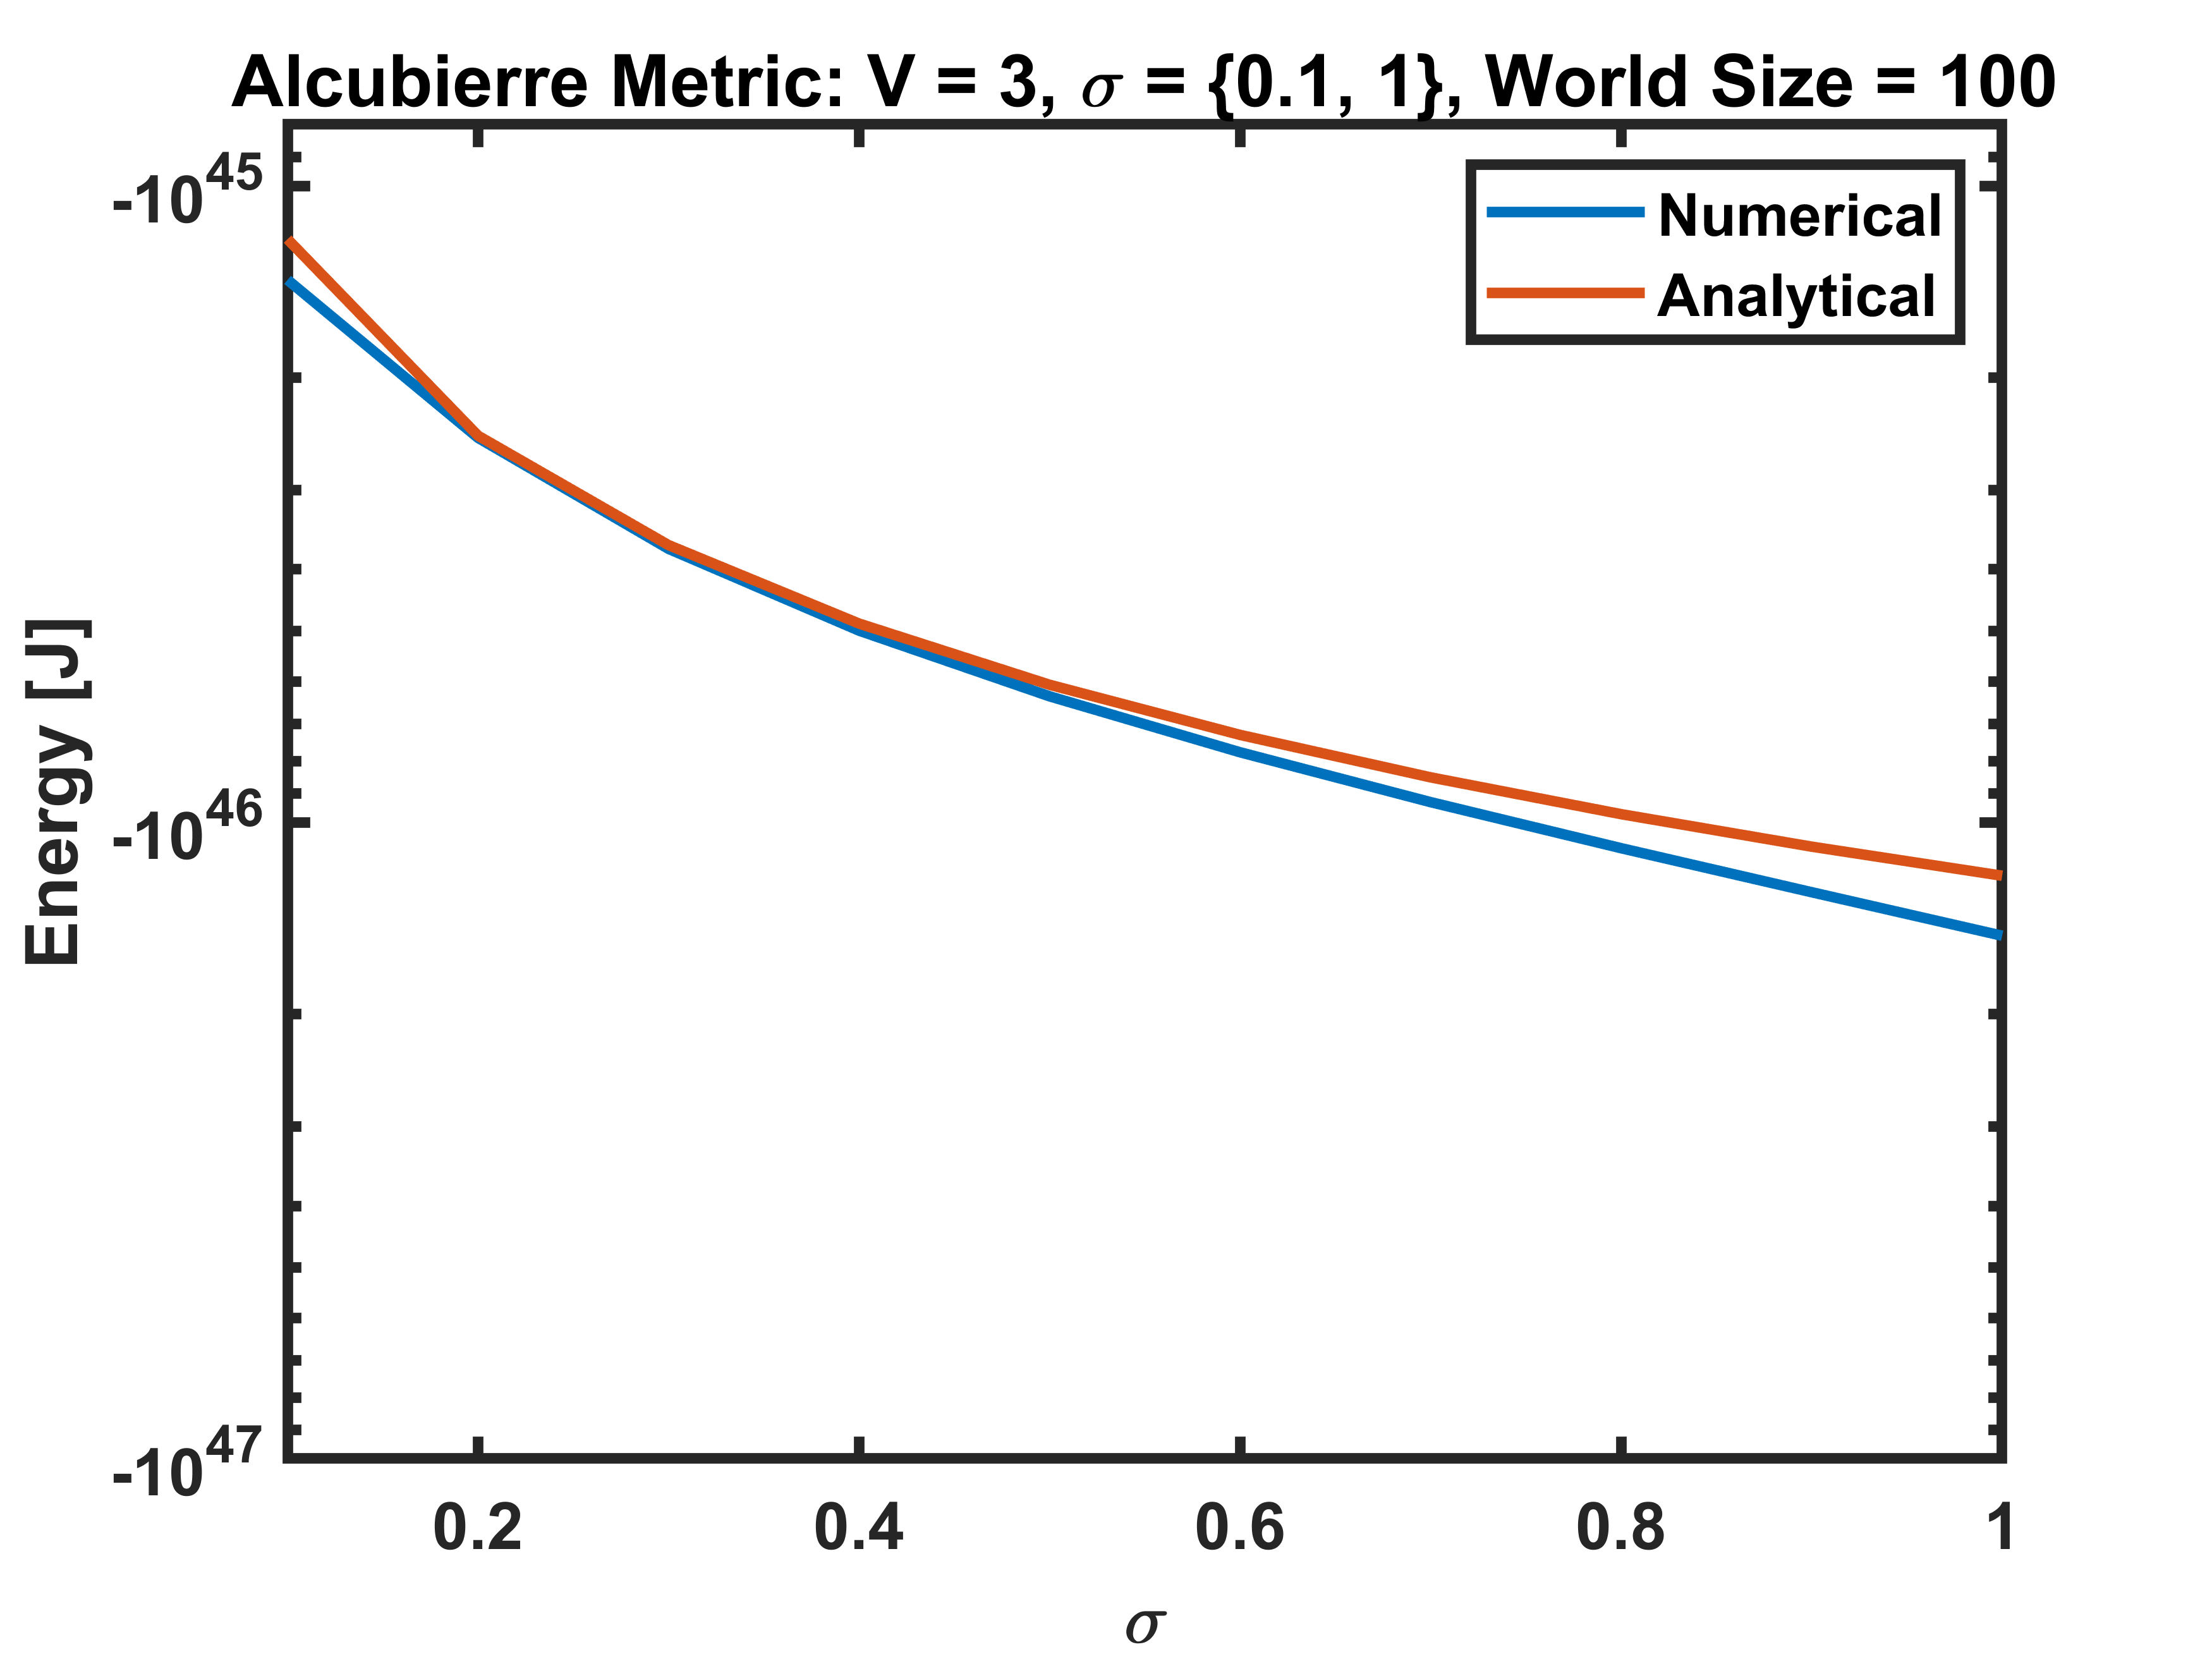 Alcubierre Metric: V = 3, σ = {0.1, 1}, World Size = 100
-10^45
Numerical
Analytical
Energy [J]
-10^46
-10^47
0.2 0.4 0.6 0.8 1
σ